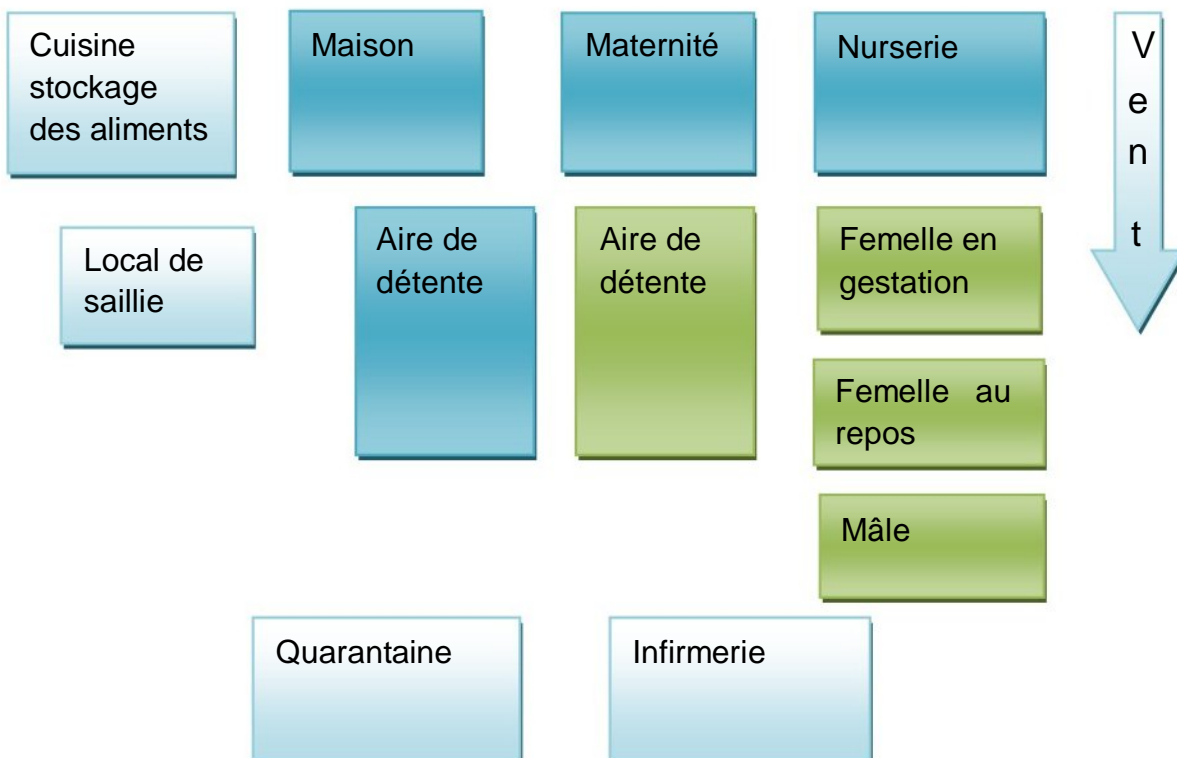 Cuisine
stockage
des aliments
Maison
Maternité
Nurserie
V
e
n
t
Local de
saillie
Aire de
détente
Aire de
détente
Femelle en
gestation
Femelle au
repos
Mâle
Quarantaine
Infirmerie